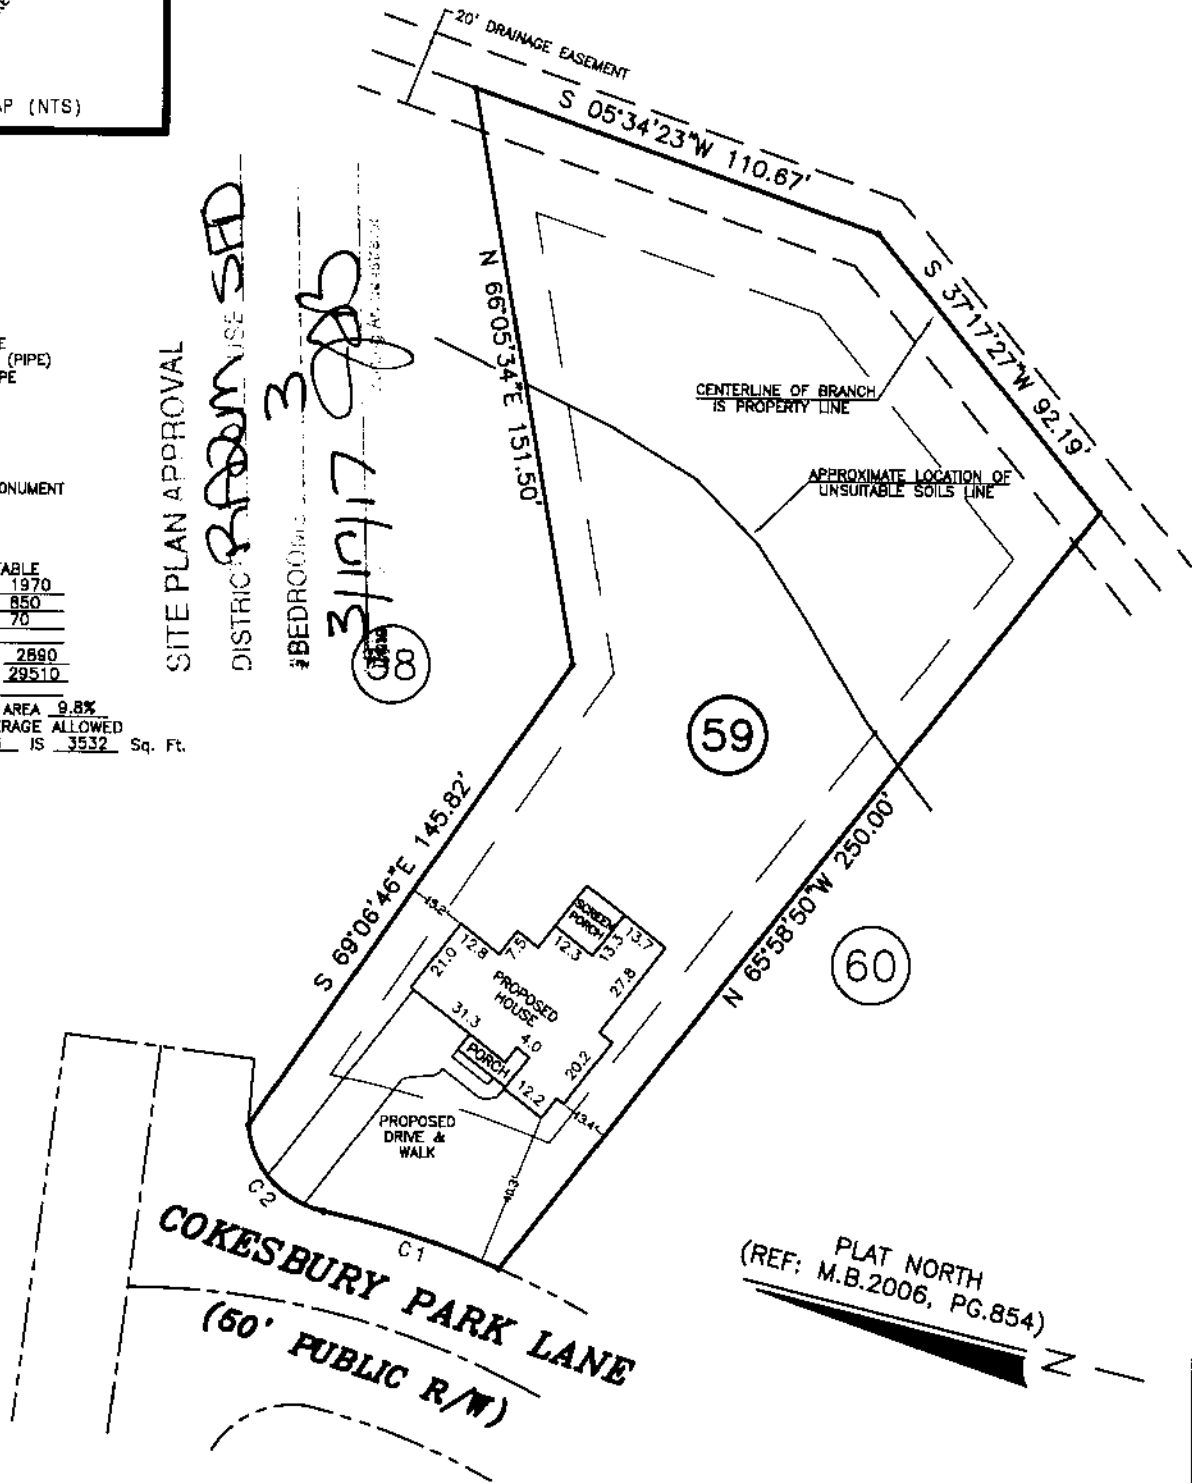 AP (NTS)
20' DRAINAGE EASEMENT
S 05°34'23"W 110.67'
S 37°17'27"W 92.19'
N 66°05'34"E 151.50'
CENTERLINE OF BRANCH
IS PROPERTY LINE
APPROXIMATE LOCATION OF
UNSUITABLE SOILS LINE
E
(PIPE)
PE
ONUMENT
SITE PLAN APPROVAL
DISTRICT USE SFD
#BEDROOMS 3
3/17/17
58
ABLE
1970
850
70
2890
29510
AREA 9.8%
ERAGE ALLOWED
IS 3532 Sq. Ft.
59
S 69°06'46"E 145.82'
N 65°58'50"W 250.00'
60
SCREEN
PORCH
12.8
7.5
12.3
13.3
13.7
21.0
27.8
PROPOSED
HOUSE
31.3
4.0
PORCH
20.2
12.2
13.4'
40.3'
PROPOSED
DRIVE &
WALK
C2
C1
COKESBURY PARK LANE
(50' PUBLIC R/W)
PLAT NORTH
(REF: M.B.2006, PG.854)
N